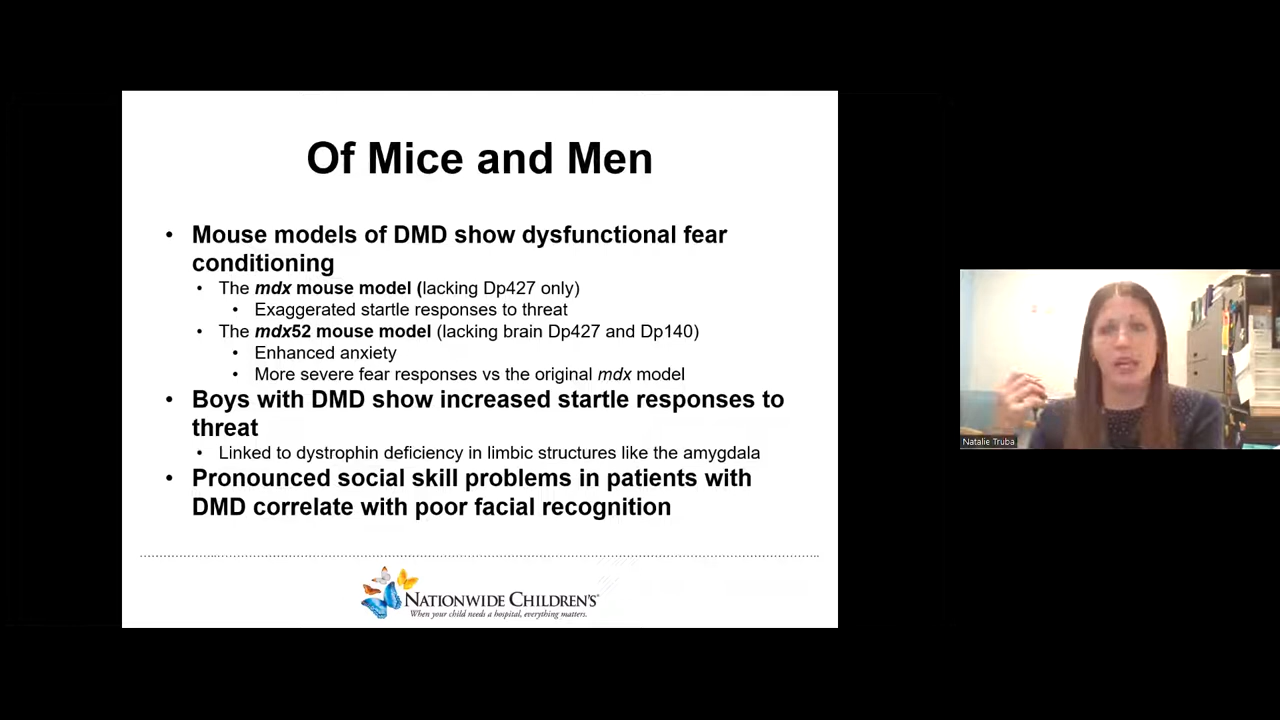 Of Mice and Men
• Mouse models of DMD show dysfunctional fear
conditioning
• The mdx mouse model (lacking Dp427 only)
• Exaggerated startle responses to threat
• The mdx52 mouse model (lacking brain Dp427 and Dp140)
• Enhanced anxiety
• More severe fear responses vs the original mdx model
• Boys with DMD show increased startle responses to
threat
• Linked to dystrophin deficiency in limbic structures like the amygdala
• Pronounced social skill problems in patients with
DMD correlate with poor facial recognition
NATIONWIDE CHILDREN'S
When your child needs a hospital, everything matters.
Natalie Truba